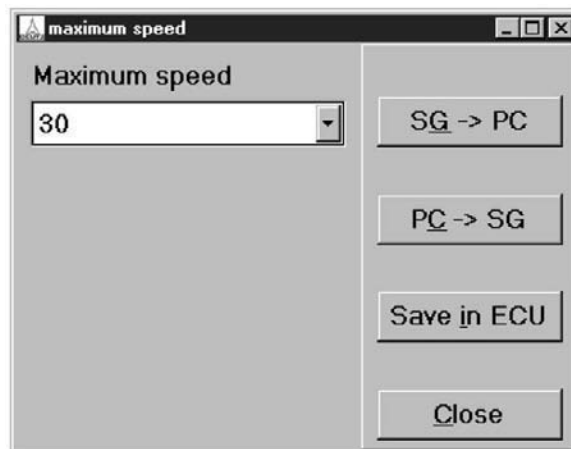 maximum speed
Maximum speed
30
SG -> PC
PC -> SG
Save in ECU
Close